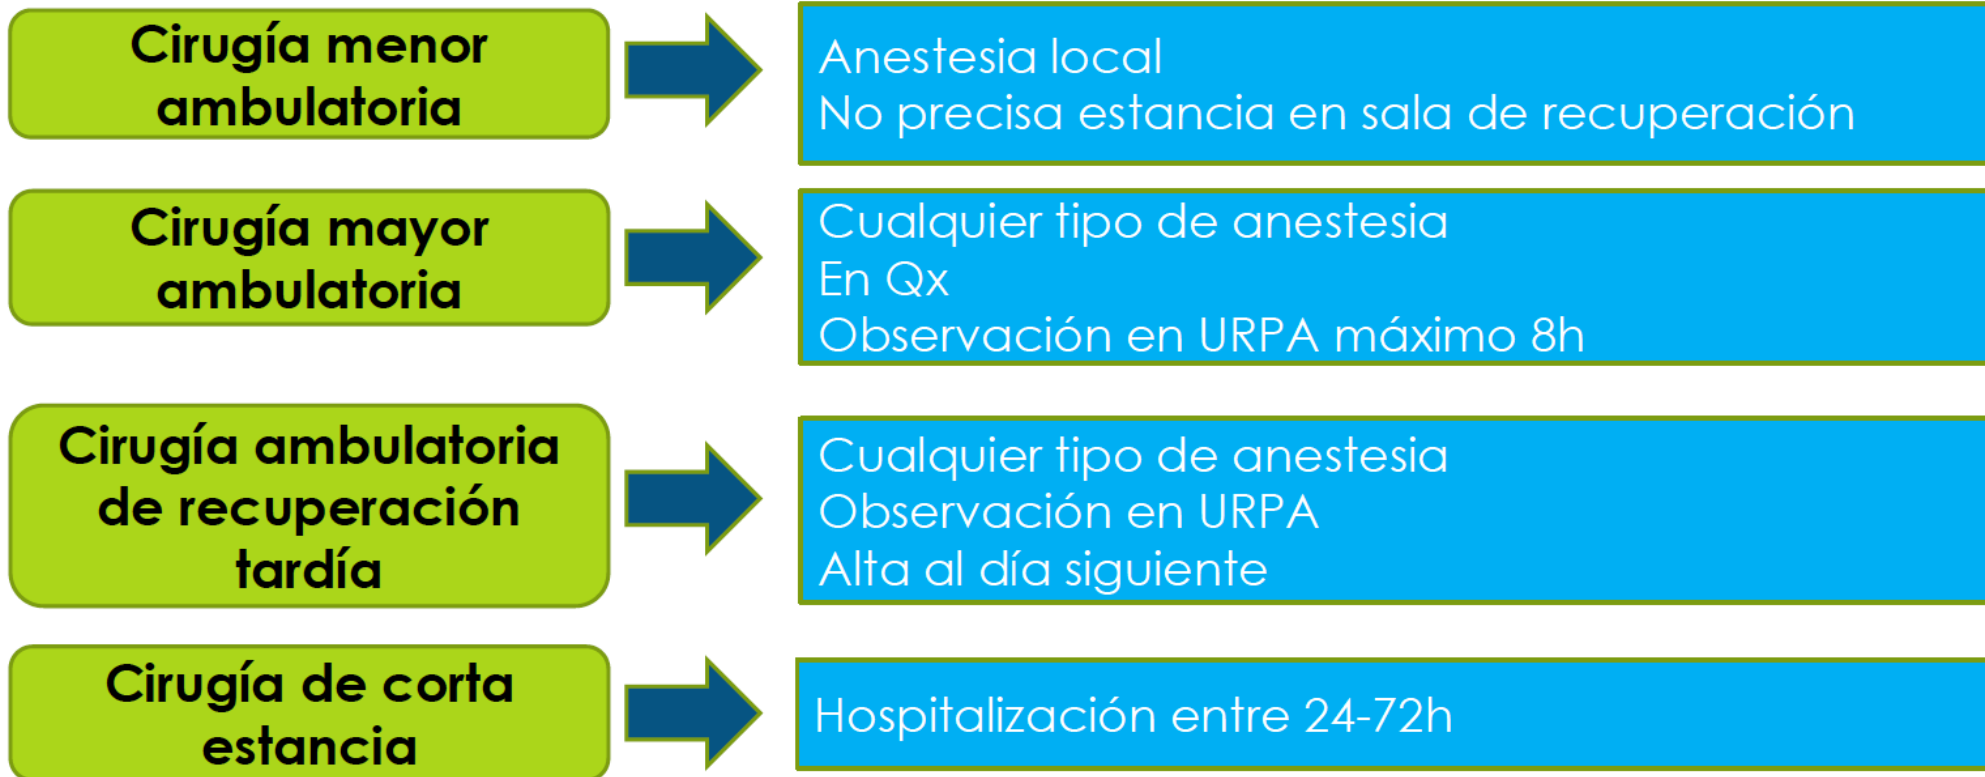 Cirugía menor
ambulatoria
Anestesia local
No precisa estancia en sala de recuperación
Cirugía mayor
ambulatoria
Cualquier tipo de anestesia
En Qx
Observación en URPA máximo 8h
Cirugía ambulatoria
de recuperación
tardía
Cualquier tipo de anestesia
Observación en URPA
Alta al día siguiente
Cirugía de corta
estancia
Hospitalización entre 24-72h